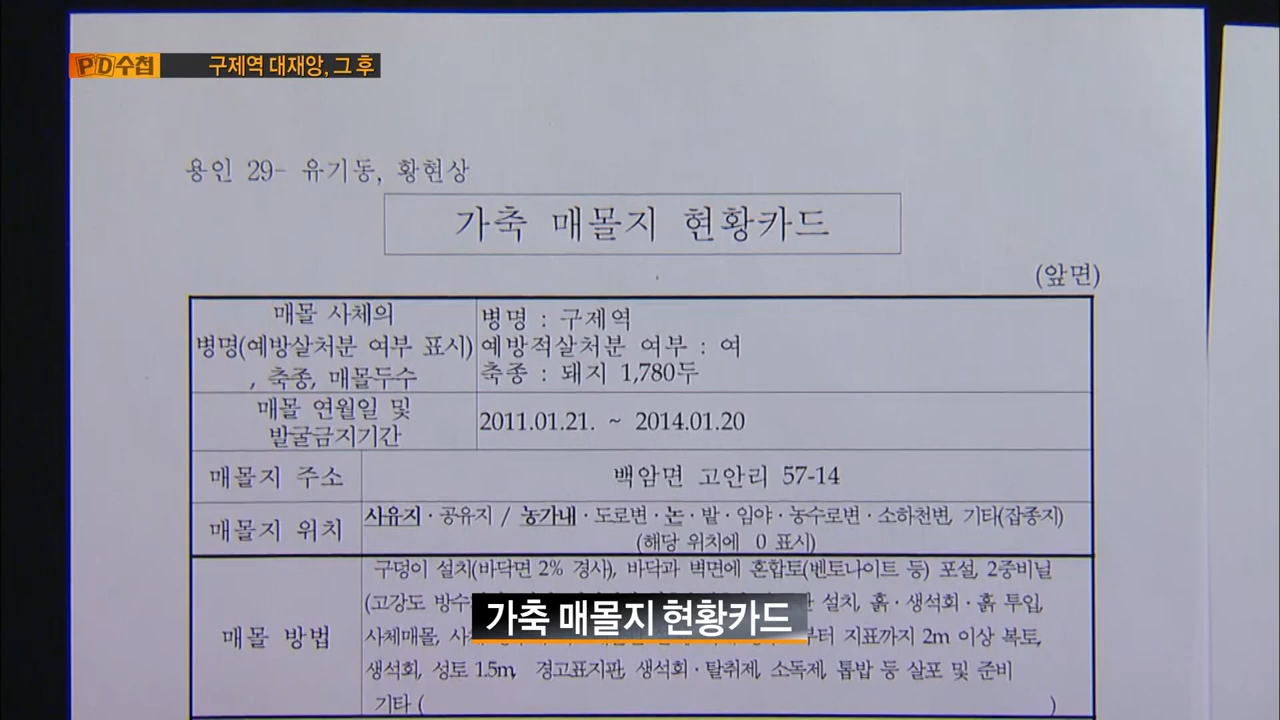 PD수첩 구제역 대재앙, 그 후
용인 29- 유기동, 황현상
가축 매몰지 현황카드
(앞면)
매몰 사체의
병명(예방살처분 여부 표시)
, 축종, 매몰두수
병명 : 구제역
예방적살처분 여부 : 여
축종 : 돼지 1,780두
매몰 연월일 및
발굴금지기간
2011.01.21. ~ 2014.01.20
매몰지 주소
백암면 고안리 57-14
매몰지 위치
사유지 · 공유지 / 농가내 · 도로변 · 논 · 밭 · 임야 · 농수로변 · 소하천변, 기타(잡종지)
(해당 위치에 0 표시)
매몰 방법
구덩이 설치(바닥면 2% 경사), 바닥과 벽면에 혼합토(벤토나이트 등) 포설, 2중비닐
(고강도 방수 설치, 흙 · 생석회 · 흙 투입,
사체매몰, 부터 지표까지 2m 이상 복토,
생석회, 성토 1.5m, 경고표지판, 생석회 · 탈취제, 소독제, 톱밥 등 살포 및 준비
기타 ( )
가축 매몰지 현황카드